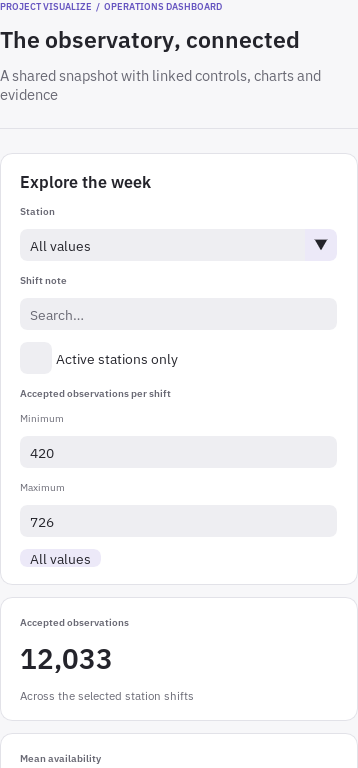 PROJECT VISUALIZE / OPERATIONS DASHBOARD
The observatory, connected
A shared snapshot with linked controls, charts and
evidence
Explore the week
Station
All values
Shift note
Search...
Active stations only
Accepted observations per shift
Minimum
420
Maximum
726
All values
Accepted observations
12,033
Across the selected station shifts
Mean availability